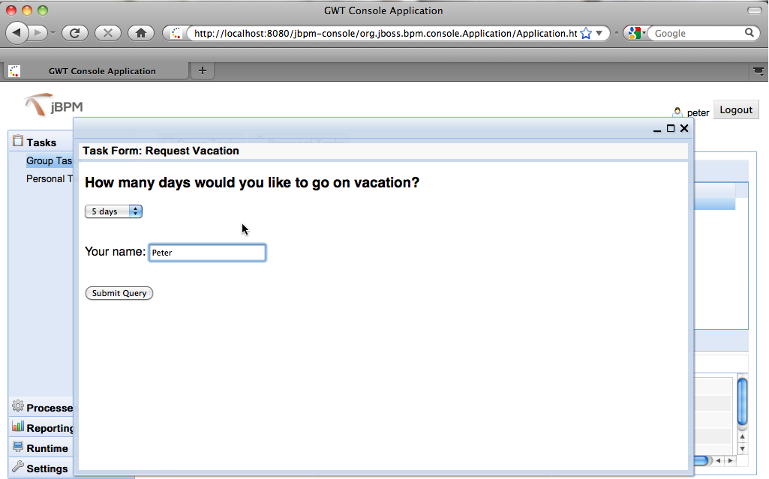 GWT Console Application
http://localhost:8080/jbpm-console/org.jboss.bpm.console.Application/Application.ht
Google
GWT Console Application
jBPM
peter
Logout
Tasks
Group Tas
Personal T
Task Form: Request Vacation
How many days would you like to go on vacation?
5 days
Your name: Peter
Submit Query
Processe
Reporting
Runtime
Settings